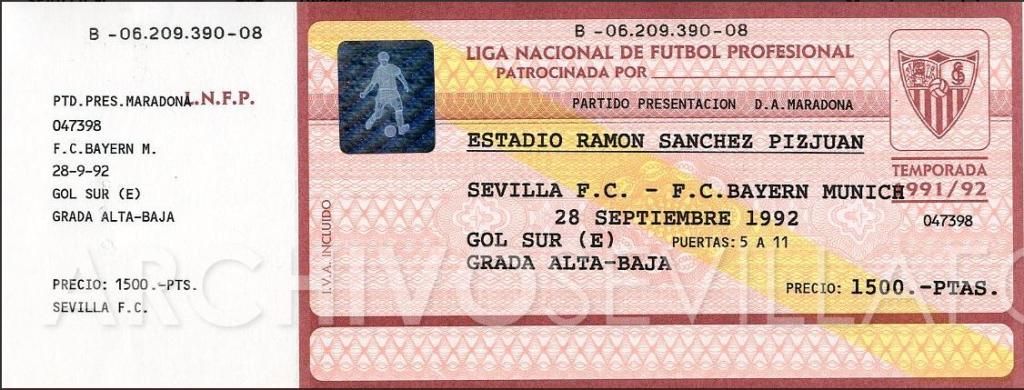 B -06.209.390-08
PTD.PRES.MARADONA L.N.F.P.
047398
F.C.BAYERN M.
28-9-92
GOL SUR (E)
GRADA ALTA-BAJA
PRECIO: 1500.-PTS.
SEVILLA F.C.
B -06.209.390-08
LIGA NACIONAL DE FUTBOL PROFESIONAL
PATROCINADA POR
PARTIDO PRESENTACION D.A.MARADONA
ESTADIO RAMON SANCHEZ PIZJUAN
TEMPORADA
1991/92
SEVILLA F.C. - F.C.BAYERN MUNICH
28 SEPTIEMBRE 1992
047398
GOL SUR (E) PUERTAS: 5 A 11
GRADA ALTA-BAJA
PRECIO: 1500.-PTAS.
I.V.A. INCLUIDO
ARCHIVOSEVILLAFC